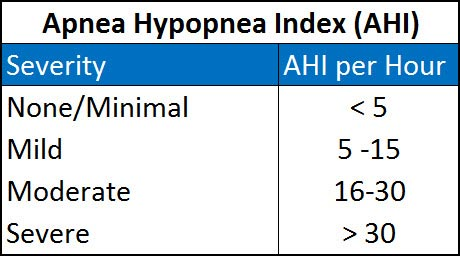 Apnea Hypopnea Index (AHI)
Severity AHI per Hour
None/Minimal < 5
Mild 5 -15
Moderate 16-30
Severe > 30